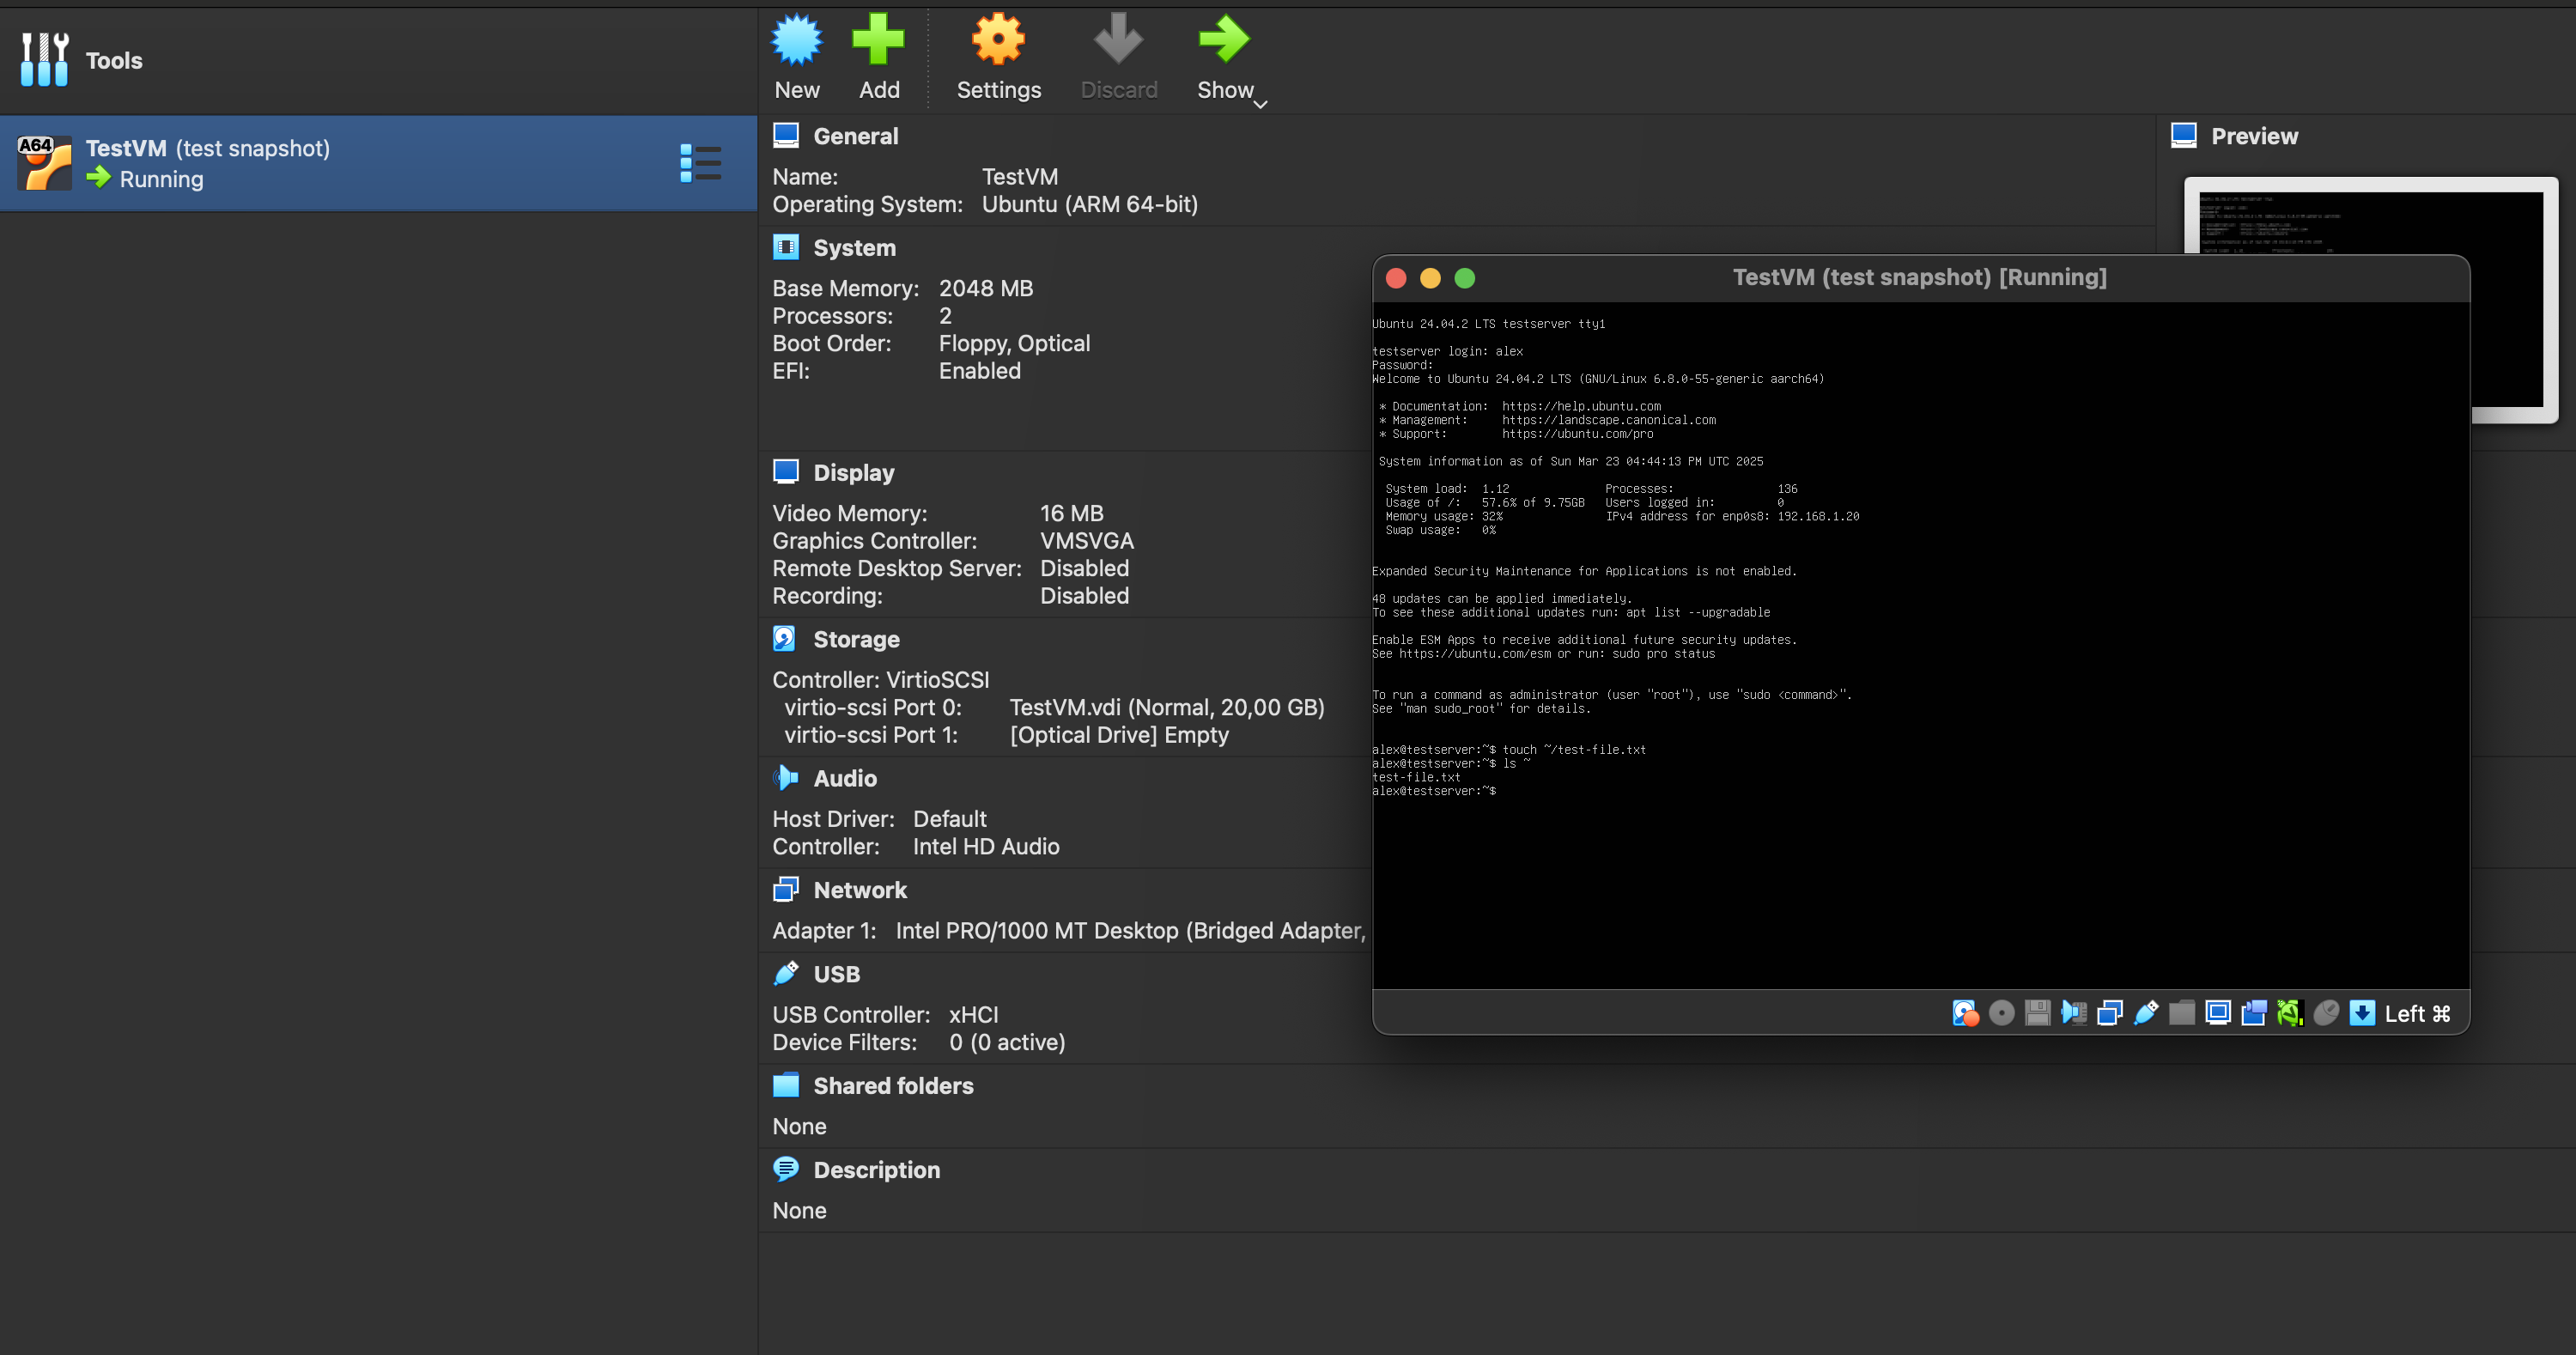 Tools
New
Add
Settings
Discard
Show
A64
TestVM (test snapshot)
Running
General
Name: TestVM
Operating System: Ubuntu (ARM 64-bit)
System
Base Memory: 2048 MB
Processors: 2
Boot Order: Floppy, Optical
EFI: Enabled
Display
Video Memory: 16 MB
Graphics Controller: VMSVGA
Remote Desktop Server: Disabled
Recording: Disabled
Storage
Controller: VirtioSCSI
virtio-scsi Port 0: TestVM.vdi (Normal, 20,00 GB)
virtio-scsi Port 1: [Optical Drive] Empty
Audio
Host Driver: Default
Controller: Intel HD Audio
Network
Adapter 1: Intel PRO/1000 MT Desktop (Bridged Adapter,
USB
USB Controller: xHCI
Device Filters: 0 (0 active)
Shared folders
None
Description
None
Preview
TestVM (test snapshot) [Running]
Ubuntu 24.04.2 LTS testserver tty1
testserver login: alex
Password:
Welcome to Ubuntu 24.04.2 LTS (GNU/Linux 6.8.0-55-generic aarch64)
* Documentation: https://help.ubuntu.com
* Management: https://landscape.canonical.com
* Support: https://ubuntu.com/pro
System information as of Sun Mar 23 04:44:13 PM UTC 2025
System load: 1.12 Processes: 136
Usage of /: 57.6% of 9.75GB Users logged in: 0
Memory usage: 32% IPv4 address for enp0s8: 192.168.1.20
Swap usage: 0%
Expanded Security Maintenance for Applications is not enabled.
48 updates can be applied immediately.
To see these additional updates run: apt list --upgradable
Enable ESM Apps to receive additional future security updates.
See https://ubuntu.com/esm or run: sudo pro status
To run a command as administrator (user "root"), use "sudo <command>".
See "man sudo_root" for details.
alex@testserver:~$ touch ~/test-file.txt
alex@testserver:~$ ls ~
test-file.txt
alex@testserver:~$
Left ⌘